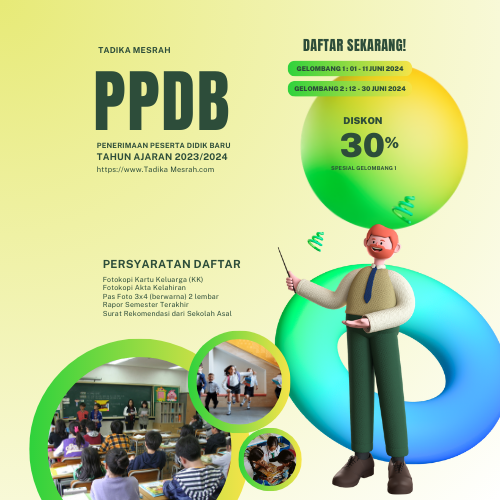 TADIKA MESRAH
PPDB
PENERIMAAN PESERTA DIDIK BARU
TAHUN AJARAN 2023/2024
https://www.Tadika Mesrah.com
DAFTAR SEKARANG!
GELOMBANG 1 : 01 - 11 JUNI 2024
GELOMBANG 2 : 12 - 30 JUNI 2024
DISKON
30%
SPESIAL GELOMBANG 1
PERSYARATAN DAFTAR
Fotokopi Kartu Keluarga (KK)
Fotokopi Akta Kelahiran
Pas Foto 3x4 (berwarna) 2 lembar
Rapor Semester Terakhir
Surat Rekomendasi dari Sekolah Asal